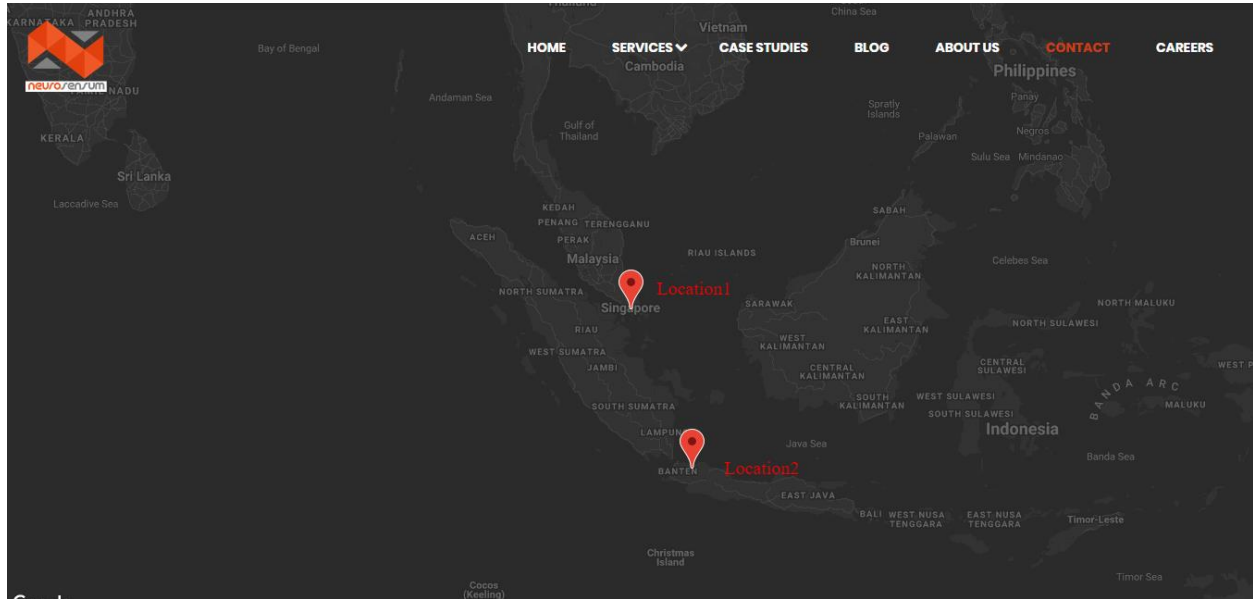 Thailand
ANDHRA
PRADESH
KARNATAKA
China Sea
Vietnam
Bay of Bengal
HOME
SERVICES
CASE STUDIES
BLOG
ABOUT US
CONTACT
CAREERS
Cambodia
Philippines
neurosensum
NADU
Andaman Sea
Panay
Spratly
Islands
Gulf of
Thailand
Negros
KERALA
Palawan
Sulu Sea
Mindanao
Sri Lanka
Laccadive Sea
KEDAH
PENANG
TERENGGANU
SABAH
ACEH
PERAK
Brunei
Malaysia
RIAU ISLANDS
Celebes Sea
NORTH
KALIMANTAN
NORTH SUMATRA
Location1
Singapore
SARAWAK
NORTH MALUKU
RIAU
EAST
KALIMANTAN
NORTH SULAWESI
WEST
KALIMANTAN
WEST SUMATRA
JAMBI
CENTRAL
KALIMANTAN
CENTRAL
SULAWESI
WEST P
BANDA ARC
SOUTH
KALIMANTAN
WEST SULAWESI
MALUKU
SOUTH SUMATRA
SOUTH SULAWESI
Indonesia
LAMPUNG
Java Sea
Banda Sea
BANTEN
Location2
EAST JAVA
BALI
WEST NUSA
TENGGARA
EAST NUSA
TENGGARA
Timor-Leste
Christmas
Island
Timor Sea
Cocos
(Keeling)